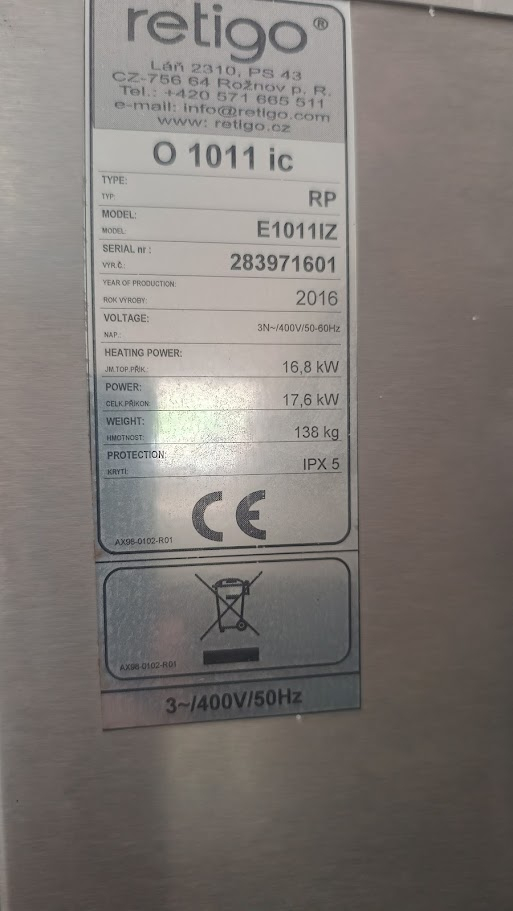 retigo®
Láň 2310, PS 43
CZ-756 64 Rožnov p. R.
Tel.: +420 571 665 511
e-mail: info@retigo.com
www: retigo.cz
O 1011 ic
TYPE:
TYP: RP
MODEL:
MODEL: E1011IZ
SERIAL nr :
VÝR.Č.: 283971601
YEAR OF PRODUCTION:
ROK VÝROBY: 2016
VOLTAGE:
NAP.: 3N~/400V/50-60Hz
HEATING POWER:
JM.TOP.PŘÍK.: 16,8 kW
POWER:
CELK.PŘÍKON: 17,6 kW
WEIGHT:
HMOTNOST: 138 kg
PROTECTION:
KRYTÍ: IPX 5
CE
AX98-0102-R01
AX98-0102-R01
3~/400V/50Hz